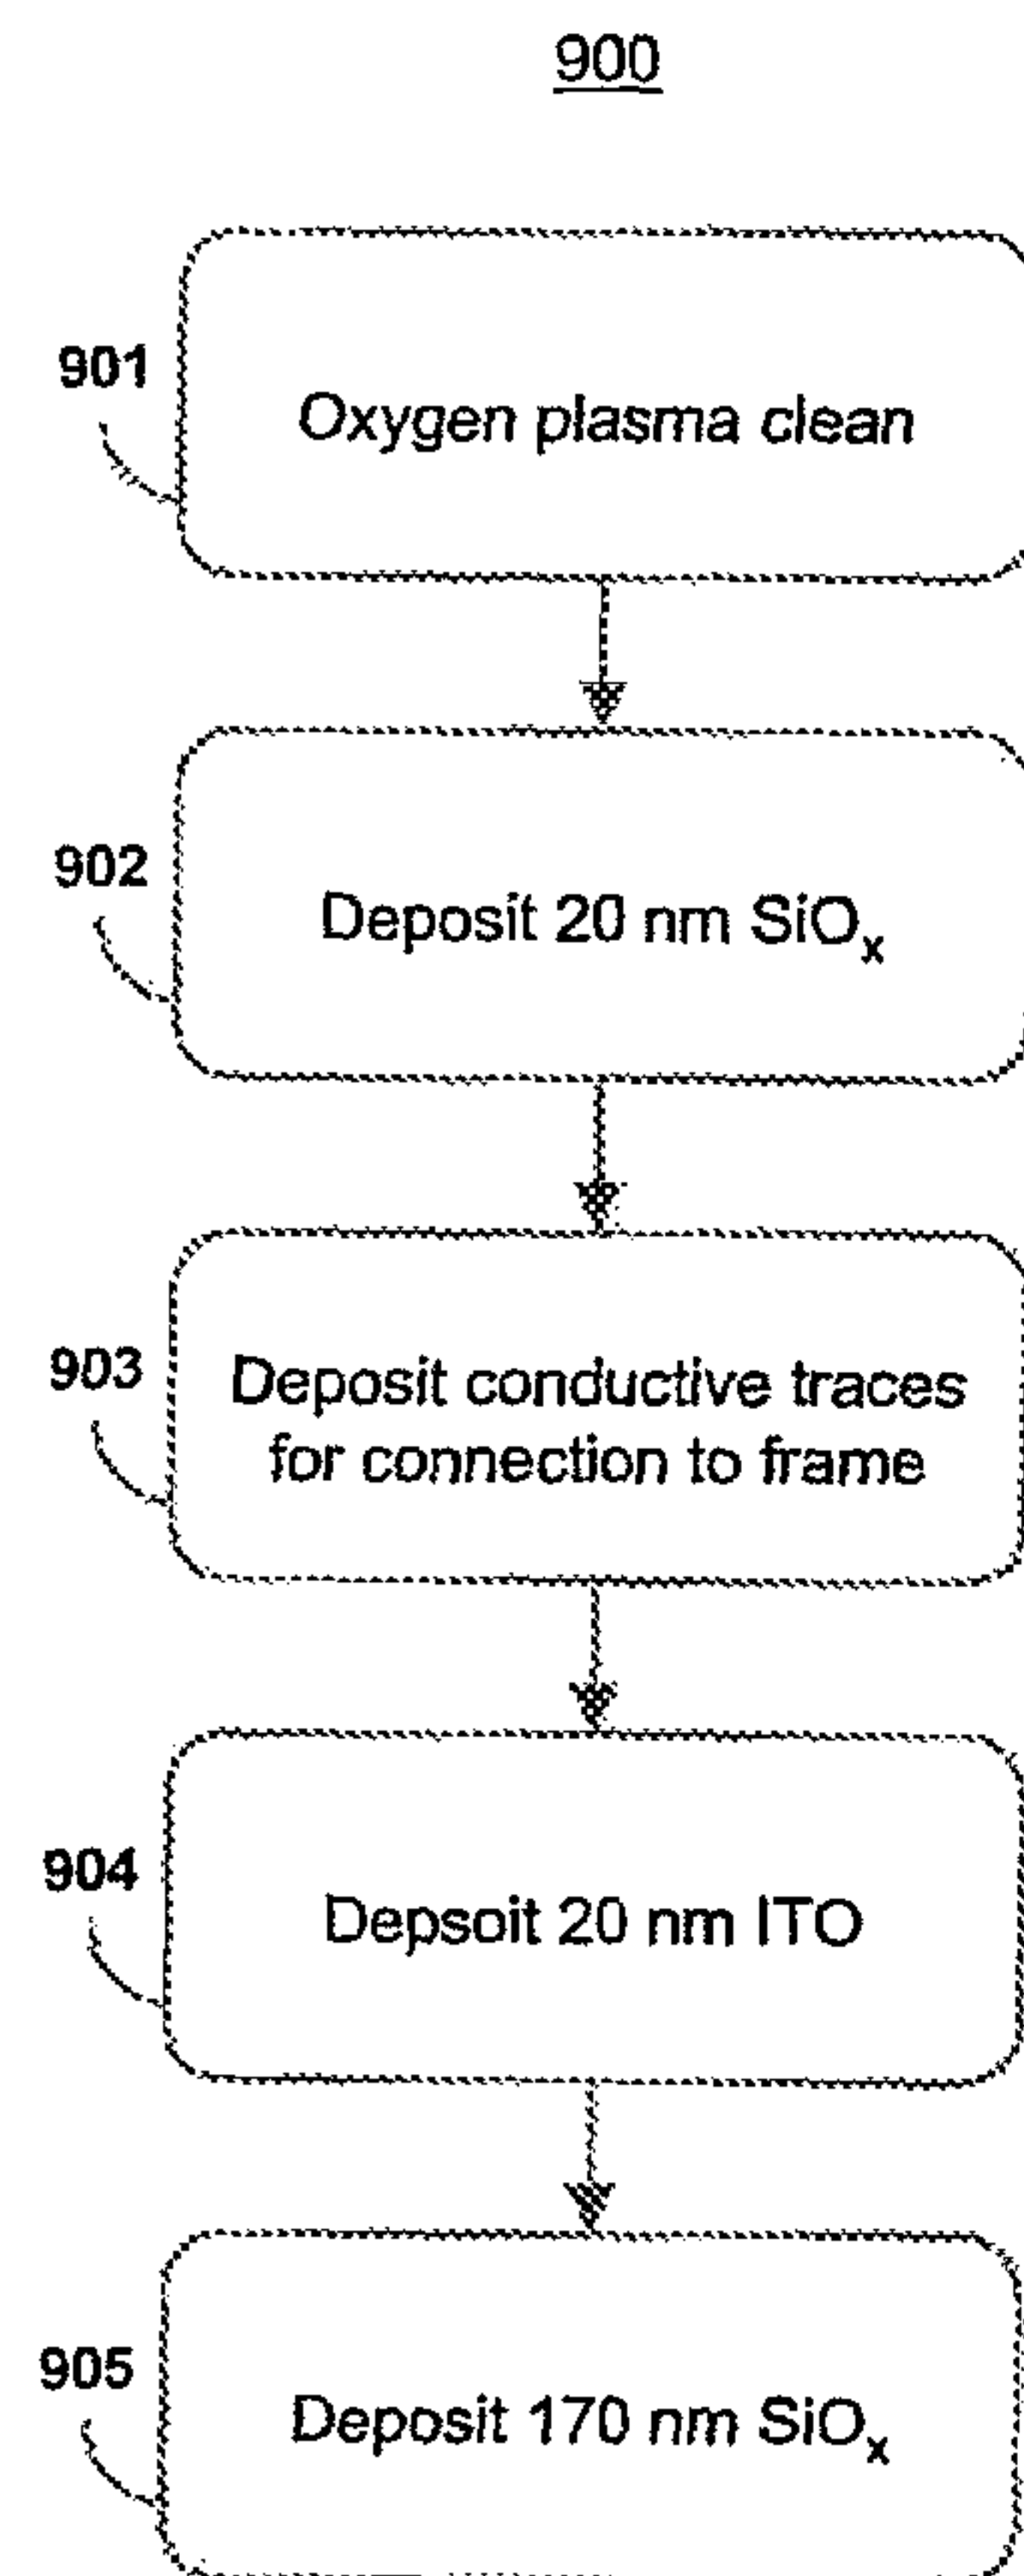 900
901
Oxygen plasma clean
902
Deposit 20 nm SiOₓ
903
Deposit conductive traces
for connection to frame
904
Depsoit 20 nm ITO
905
Deposit 170 nm SiOₓ